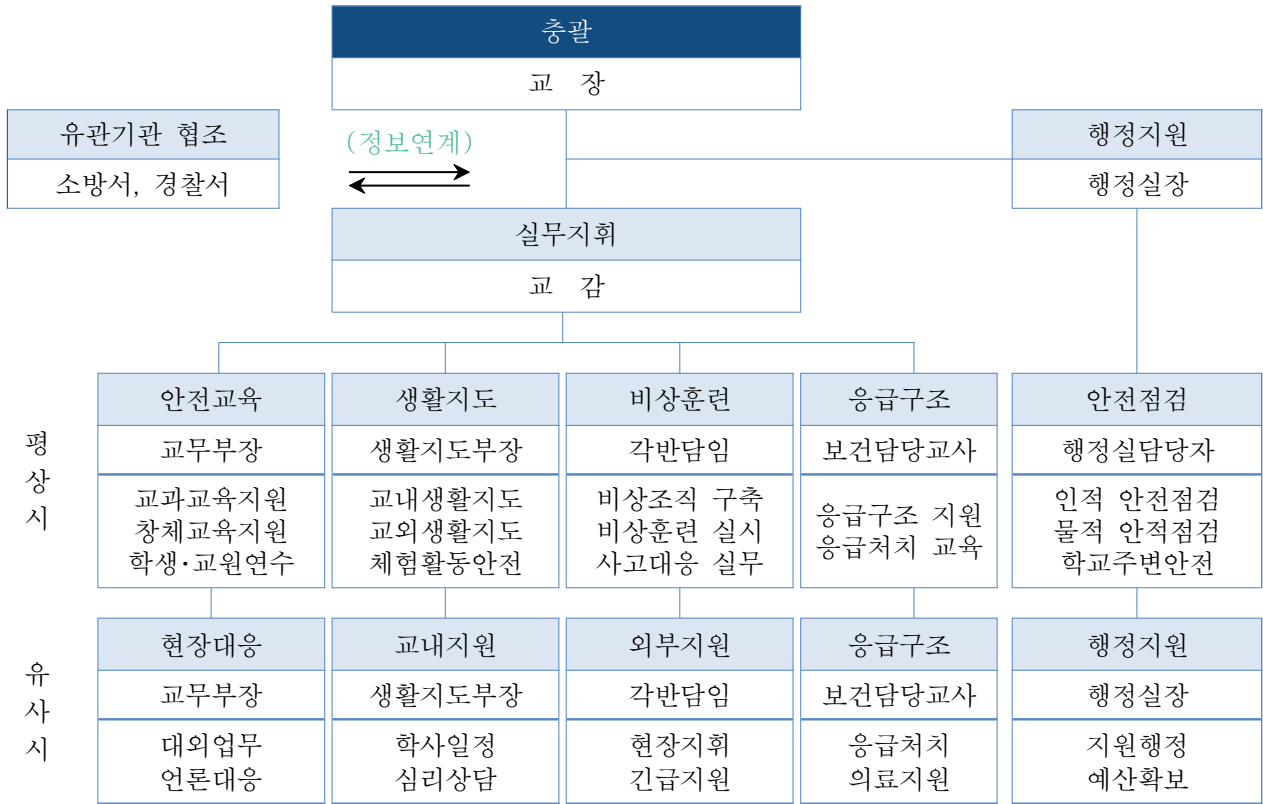 총괄
교 장
유관기관 협조
소방서, 경찰서
(정보연계)
행정지원
행정실장
실무지휘
교 감
평상시
안전교육
생활지도
비상훈련
응급구조
안전점검
교무부장
생활지도부장
각반담임
보건담당교사
행정실담당자
교과교육지원
창체교육지원
학생·교원연수
교내생활지도
교외생활지도
체험활동안전
비상조직 구축
비상훈련 실시
사고대응 실무
응급구조 지원
응급처치 교육
인적 안전점검
물적 안적점검
학교주변안전
유사시
현장대응
교내지원
외부지원
응급구조
행정지원
교무부장
생활지도부장
각반담임
보건담당교사
행정실장
대외업무
언론대응
학사일정
심리상담
현장지휘
긴급지원
응급처치
의료지원
지원행정
예산확보